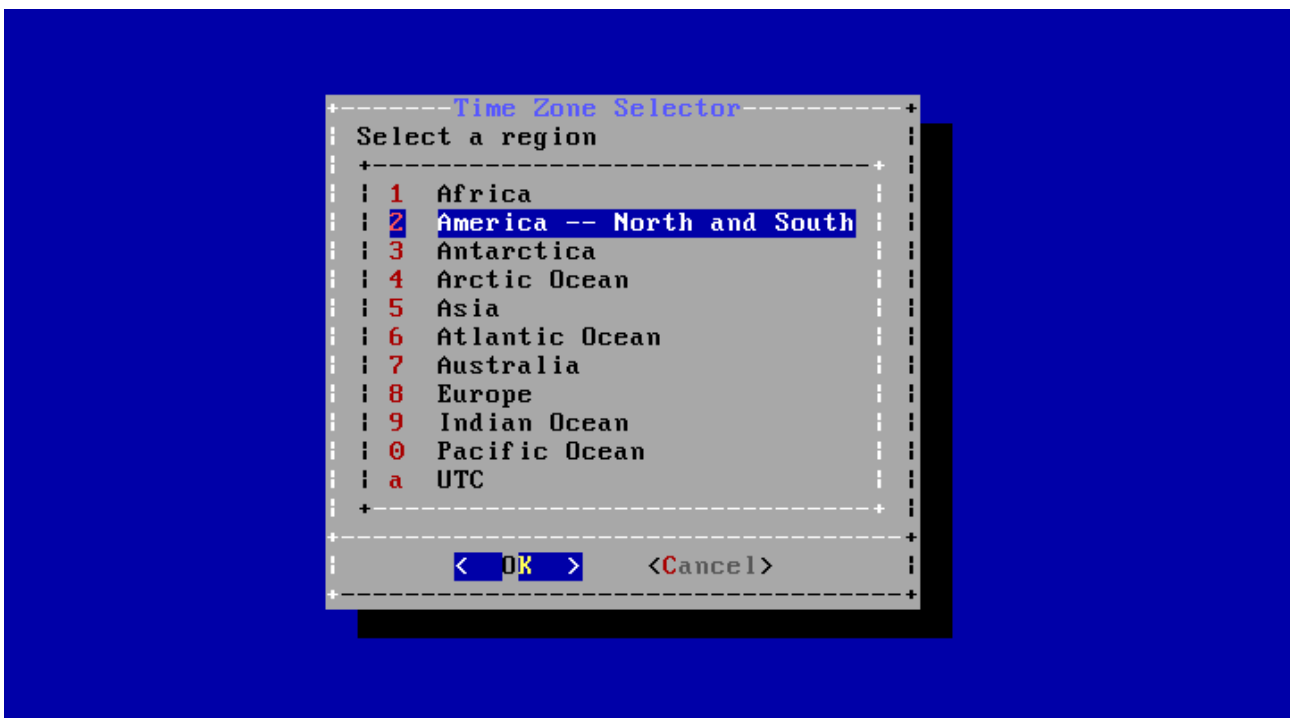 Time Zone Selector
Select a region
1 Africa
2 America -- North and South
3 Antarctica
4 Arctic Ocean
5 Asia
6 Atlantic Ocean
7 Australia
8 Europe
9 Indian Ocean
0 Pacific Ocean
a UTC
< OK > <Cancel>